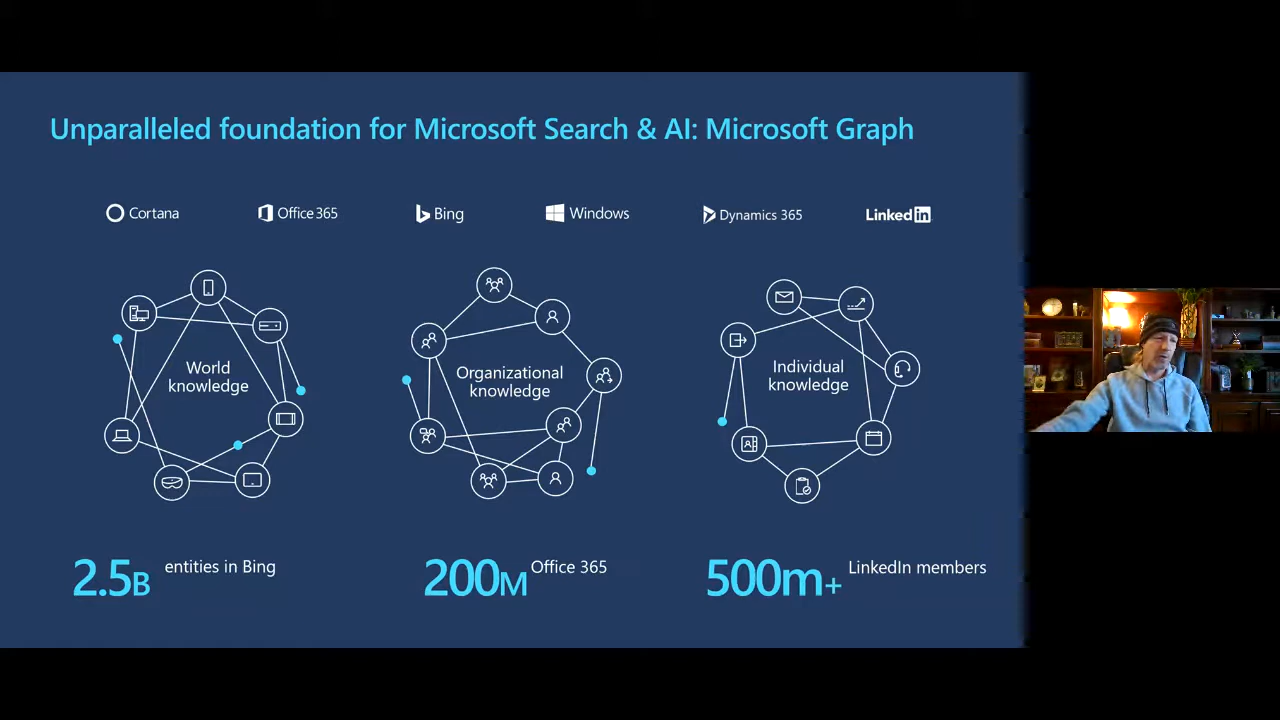 Unparalleled foundation for Microsoft Search & AI: Microsoft Graph
Cortana
Office 365
Bing
Windows
Dynamics 365
Linked in
World
knowledge
Organizational
knowledge
Individual
knowledge
2.5B entities in Bing
200M Office 365
500m+ LinkedIn members